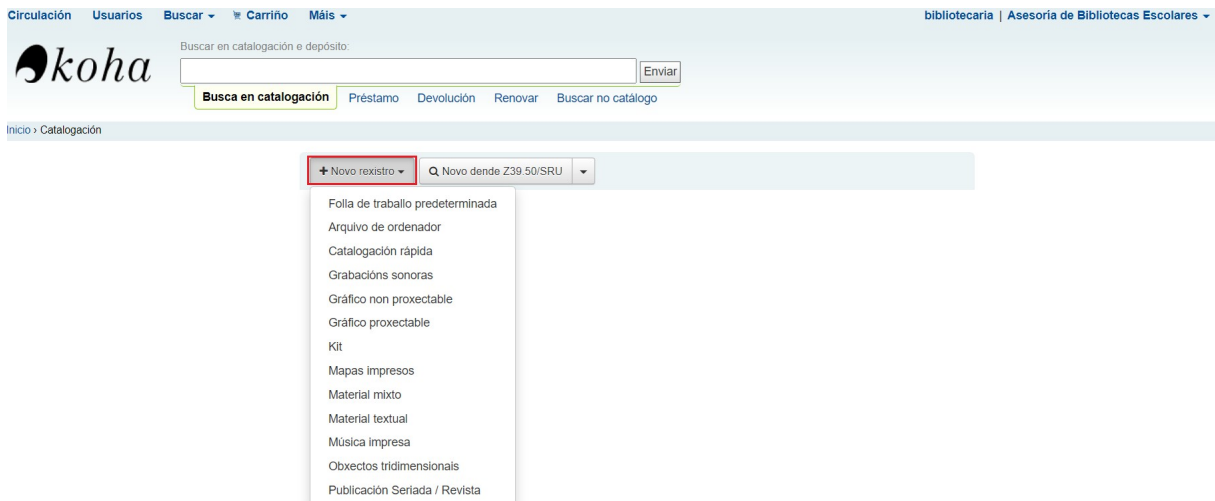 Circulación Usuarios Buscar Carriño Máis bibliotecaria | Asesoría de Bibliotecas Escolares
koha
Buscar en catalogación e depósito:
Enviar
Busca en catalogación Préstamo Devolución Renovar Buscar no catálogo
Inicio › Catalogación
+ Novo rexistro Novo dende Z39.50/SRU
Folla de traballo predeterminada
Arquivo de ordenador
Catalogación rápida
Grabacións sonoras
Gráfico non proxectable
Gráfico proxectable
Kit
Mapas impresos
Material mixto
Material textual
Música impresa
Obxectos tridimensionais
Publicación Seriada / Revista